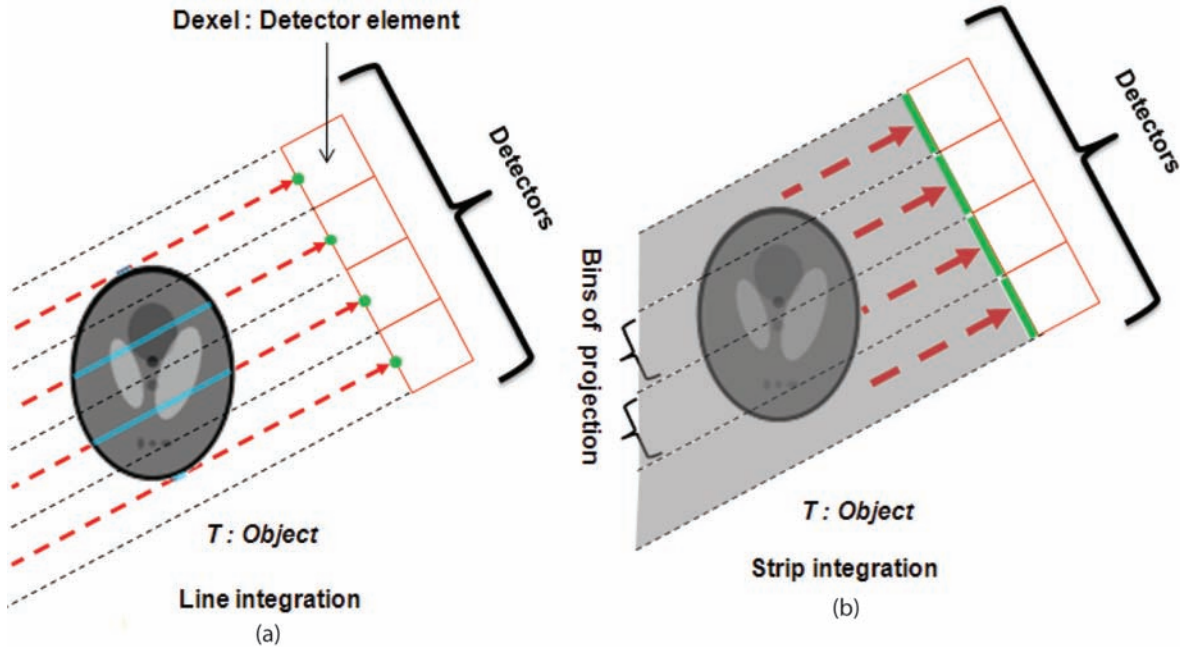 Dexel : Detector element
Detectors
T : Object
Line integration
(a)
Detectors
Bins of projection
T : Object
Strip integration
(b)